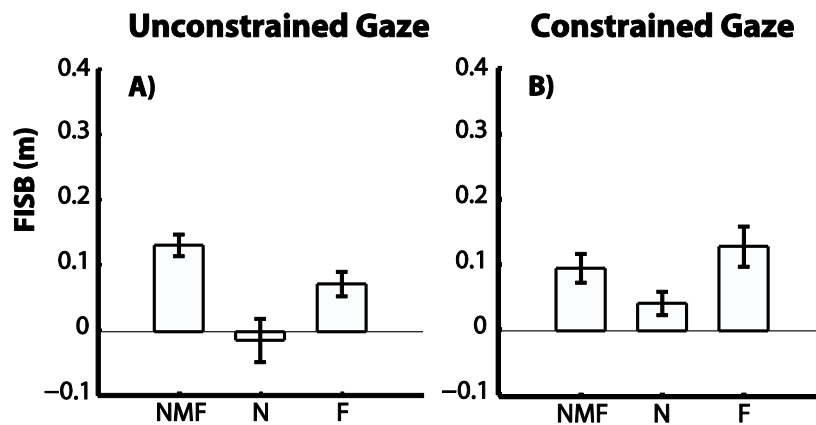 Unconstrained Gaze
A)
FISB (m)
0.4
0.3
0.2
0.1
0
−0.1
NMF N F
Constrained Gaze
B)
0.4
0.3
0.2
0.1
0
−0.1
NMF N F